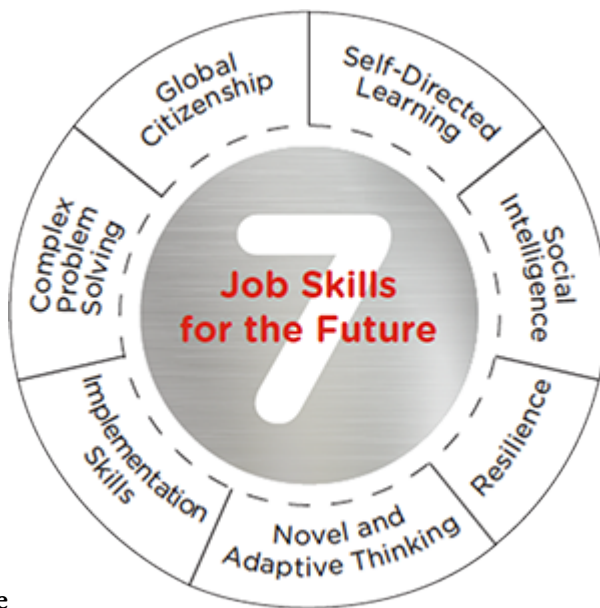 7
Job Skills
for the Future
Self-Directed
Learning
Social
Intelligence
Resilience
Novel and
Adaptive Thinking
Implementation
Skills
Complex
Problem
Solving
Global
Citizenship
e